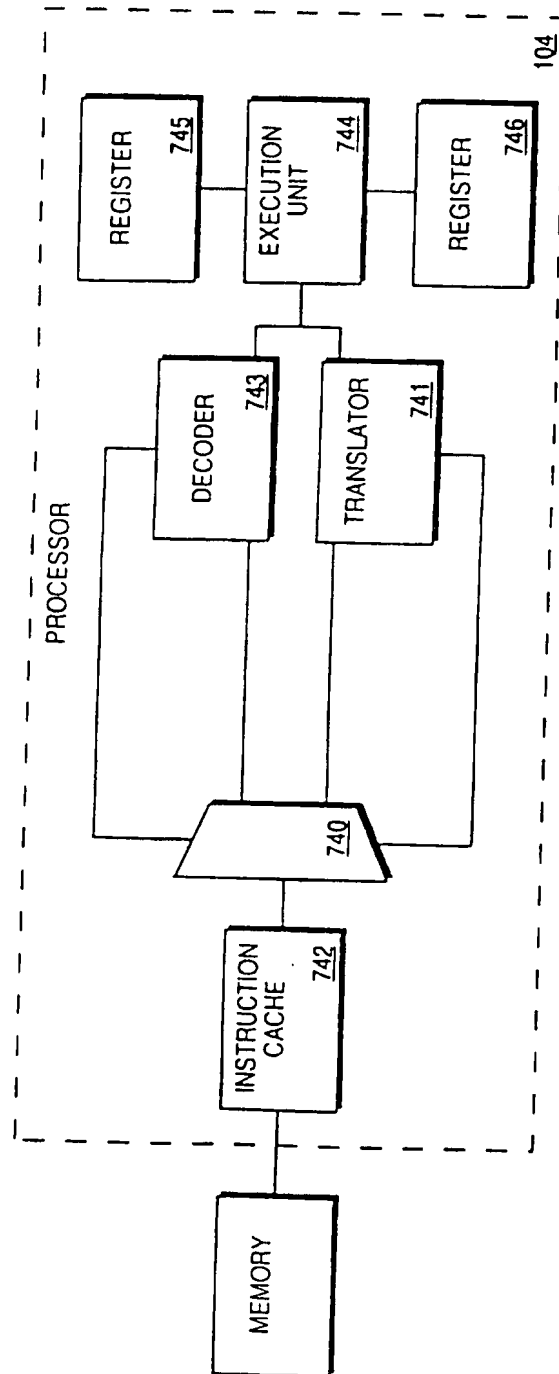 PROCESSOR
MEMORY
INSTRUCTION
CACHE
742
740
DECODER
743
TRANSLATOR
741
REGISTER
745
EXECUTION
UNIT
744
REGISTER
746
104